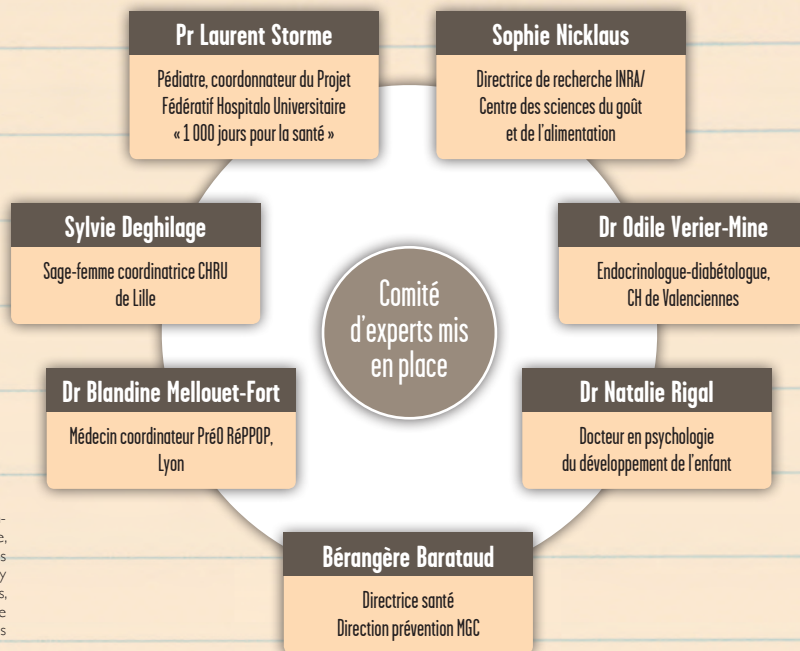 Pr Laurent Storme
Pédiatre, coordonnateur du Projet
Fédératif Hospitalo Universitaire
« 1 000 jours pour la santé »
Sophie Nicklaus
Directrice de recherche INRA/
Centre des sciences du goût
et de l'alimentation
Sylvie Deghilage
Sage-femme coordinatrice CHRU
de Lille
Dr Odile Verier-Mine
Endocrinologue-diabétologue,
CH de Valenciennes
Comité
d'experts mis
en place
Dr Blandine Mellouet-Fort
Médecin coordinateur PréO RéPPOP,
Lyon
Dr Natalie Rigal
Docteur en psychologie
du développement de l'enfant
Bérangère Barataud
Directrice santé
Direction prévention MGC